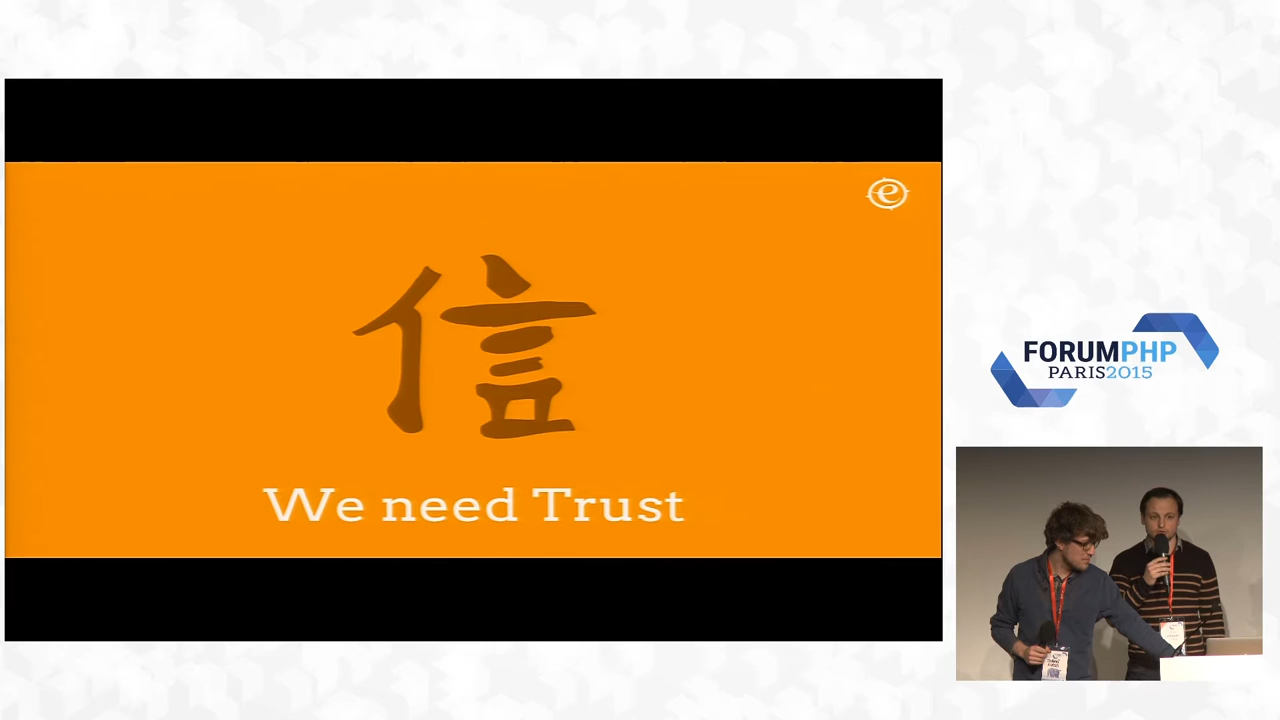 信
We need Trust
e
FORUMPHP
PARIS2015